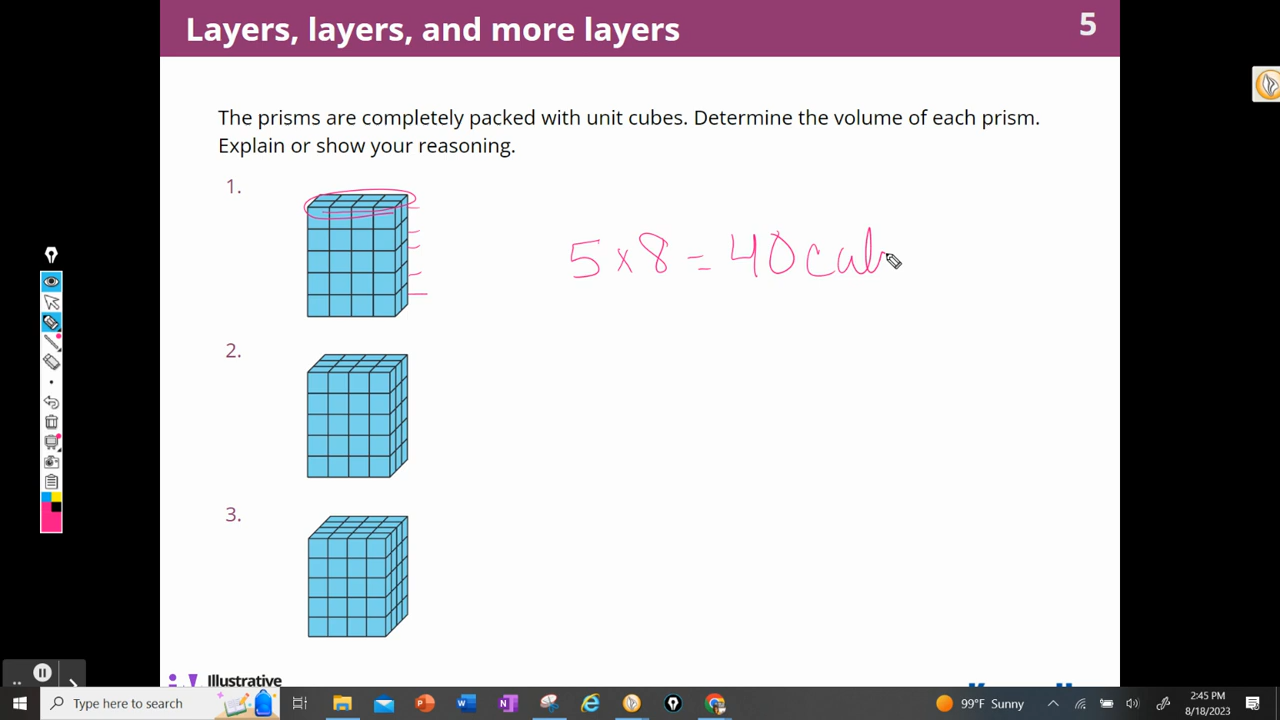 Layers, layers, and more layers 5
The prisms are completely packed with unit cubes. Determine the volume of each prism.
Explain or show your reasoning.
1.
5 x 8 = 40 cub
2.
3.
Illustrative
Type here to search
99°F Sunny
2:45 PM
8/18/2023